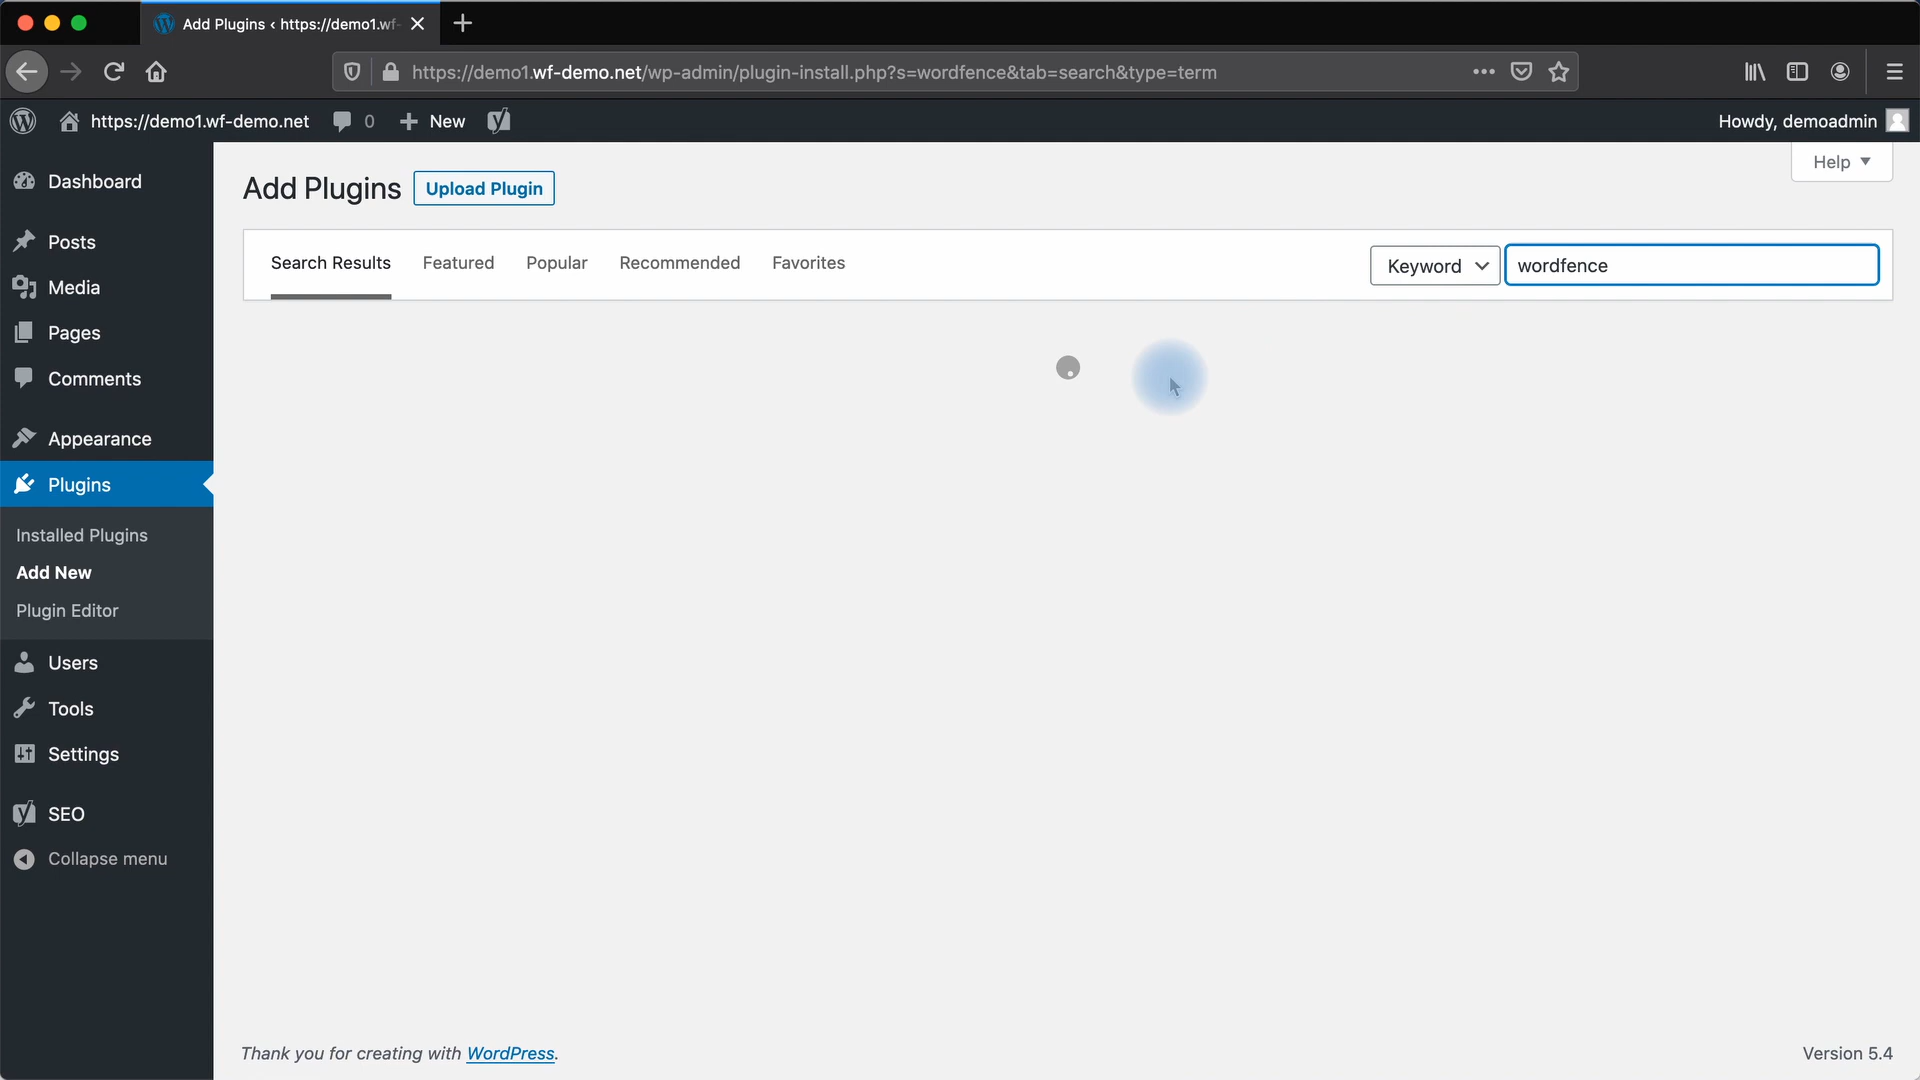 Add Plugins ‹ https://demo1.wf-
https://demo1.wf-demo.net/wp-admin/plugin-install.php?s=wordfence&tab=search&type=term
https://demo1.wf-demo.net 0 New Howdy, demoadmin
Help
Add Plugins Upload Plugin
Search Results Featured Popular Recommended Favorites Keyword wordfence
Dashboard
Posts
Media
Pages
Comments
Appearance
Plugins
Installed Plugins
Add New
Plugin Editor
Users
Tools
Settings
SEO
Collapse menu
Thank you for creating with WordPress. Version 5.4